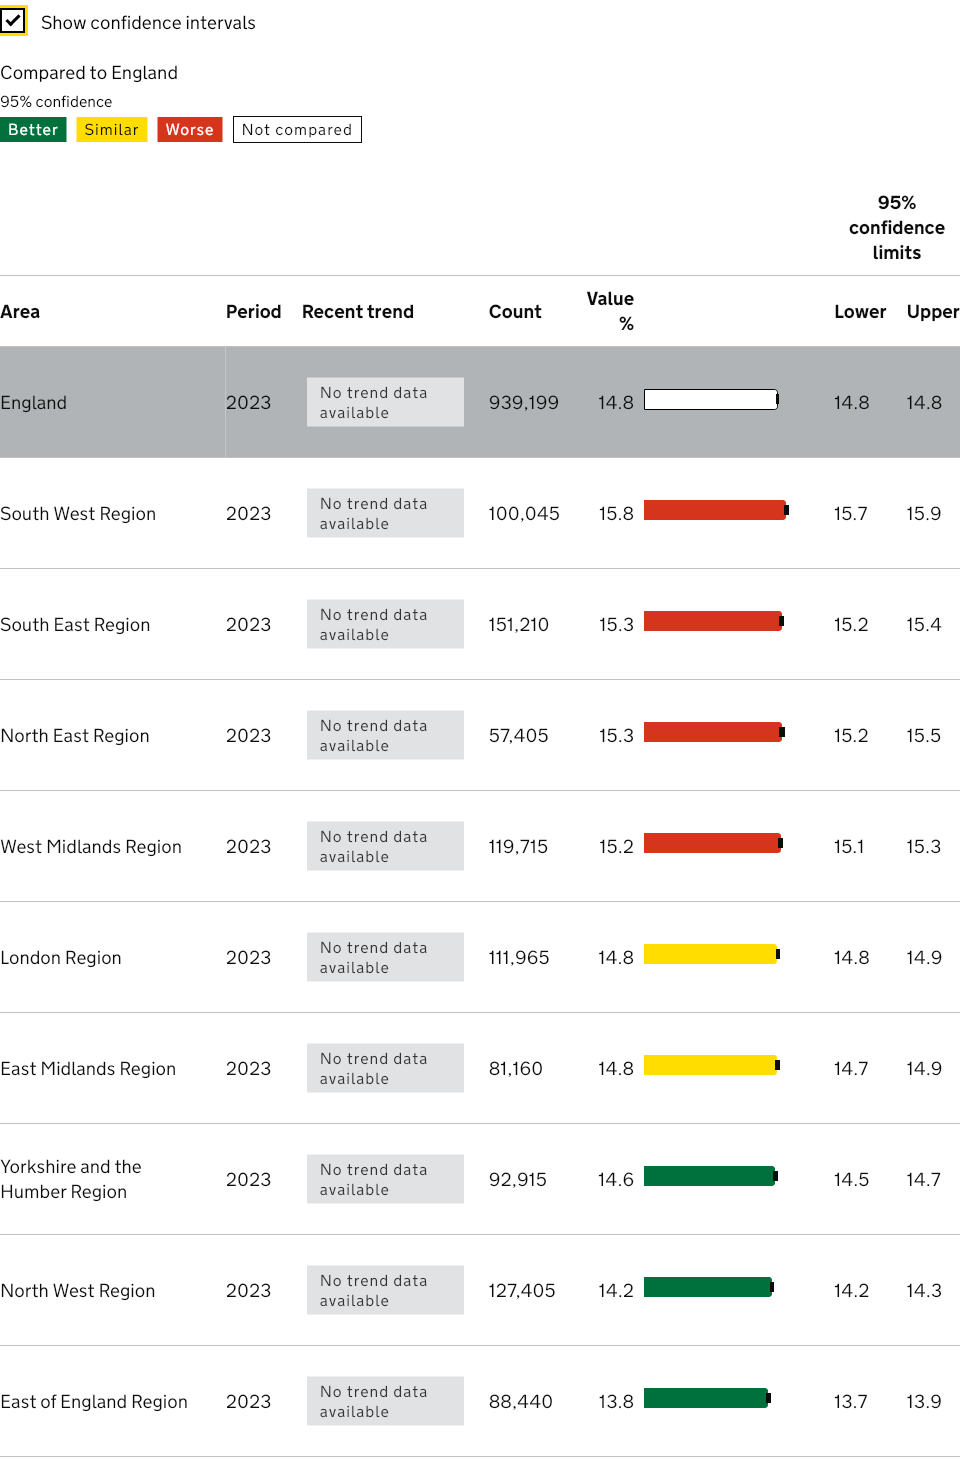 Show confidence intervals
Compared to England
95% confidence
Better Similar Worse Not compared
95%
confidence
limits
Area Period Recent trend Count Value % Lower Upper
England 2023 No trend data available 939,199 14.8 14.8 14.8
South West Region 2023 No trend data available 100,045 15.8 15.7 15.9
South East Region 2023 No trend data available 151,210 15.3 15.2 15.4
North East Region 2023 No trend data available 57,405 15.3 15.2 15.5
West Midlands Region 2023 No trend data available 119,715 15.2 15.1 15.3
London Region 2023 No trend data available 111,965 14.8 14.8 14.9
East Midlands Region 2023 No trend data available 81,160 14.8 14.7 14.9
Yorkshire and the Humber Region 2023 No trend data available 92,915 14.6 14.5 14.7
North West Region 2023 No trend data available 127,405 14.2 14.2 14.3
East of England Region 2023 No trend data available 88,440 13.8 13.7 13.9